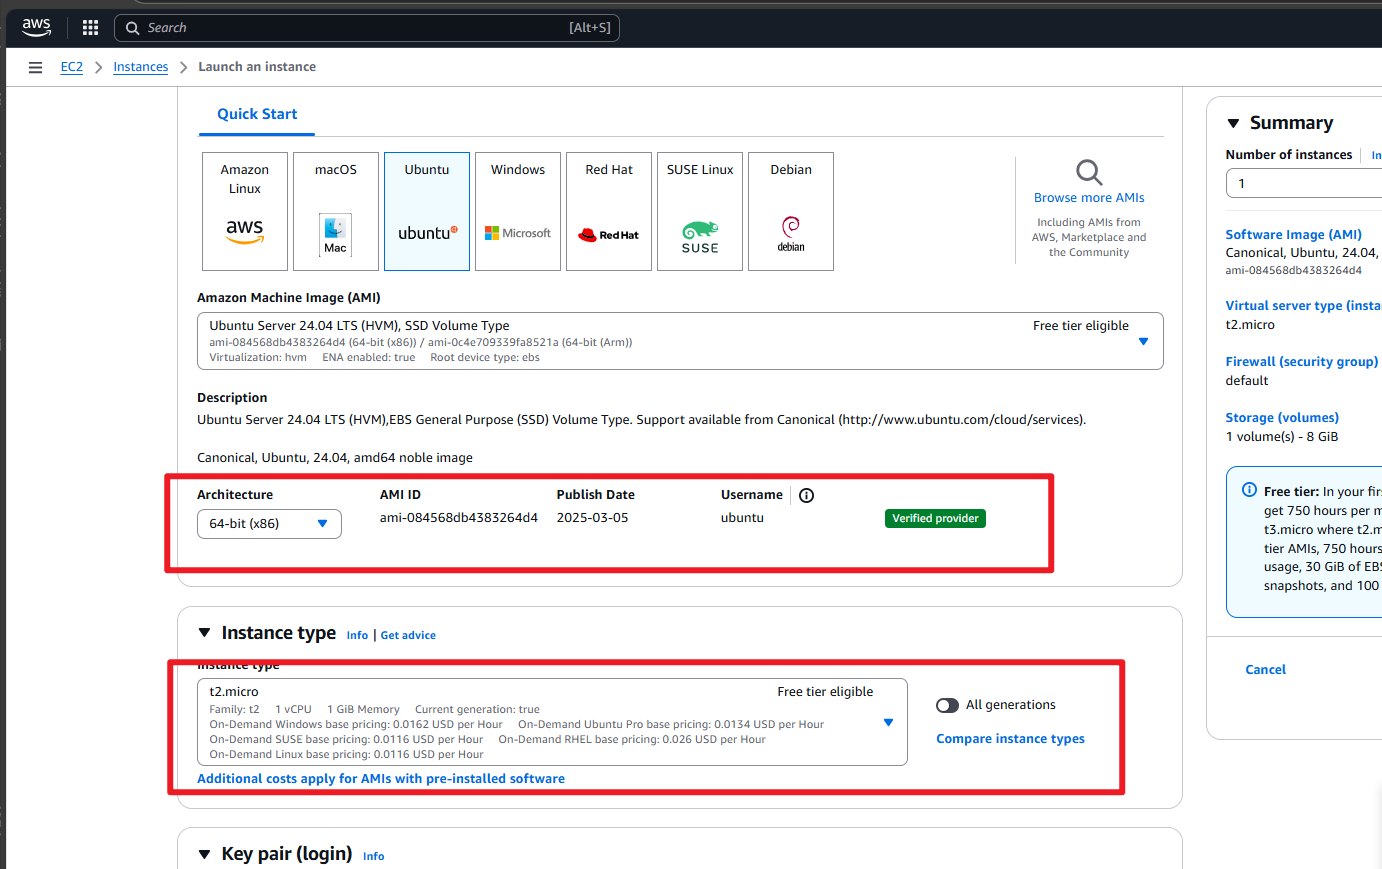 aws
Search [Alt+S]
EC2 > Instances > Launch an instance
Quick Start
Amazon Linux
aws
macOS
Mac
Ubuntu
ubuntu
Windows
Microsoft
Red Hat
Red Hat
SUSE Linux
SUSE
Debian
debian
Browse more AMIs
Including AMIs from
AWS, Marketplace and
the Community
Amazon Machine Image (AMI)
Ubuntu Server 24.04 LTS (HVM), SSD Volume Type Free tier eligible
ami-084568db4383264d4 (64-bit (x86)) / ami-0c4e709339fa8521a (64-bit (Arm))
Virtualization: hvm ENA enabled: true Root device type: ebs
Description
Ubuntu Server 24.04 LTS (HVM),EBS General Purpose (SSD) Volume Type. Support available from Canonical (http://www.ubuntu.com/cloud/services).
Canonical, Ubuntu, 24.04, amd64 noble image
Architecture AMI ID Publish Date Username
64-bit (x86) ami-084568db4383264d4 2025-03-05 ubuntu Verified provider
Instance type Info | Get advice
Instance type
t2.micro Free tier eligible
Family: t2 1 vCPU 1 GiB Memory Current generation: true
On-Demand Windows base pricing: 0.0162 USD per Hour On-Demand Ubuntu Pro base pricing: 0.0134 USD per Hour
On-Demand SUSE base pricing: 0.0116 USD per Hour On-Demand RHEL base pricing: 0.026 USD per Hour
On-Demand Linux base pricing: 0.0116 USD per Hour
All generations
Compare instance types
Additional costs apply for AMIs with pre-installed software
Key pair (login) Info
Summary
Number of instances In
1
Software Image (AMI)
Canonical, Ubuntu, 24.04,
ami-084568db4383264d4
Virtual server type (insta
t2.micro
Firewall (security group)
default
Storage (volumes)
1 volume(s) - 8 GiB
Free tier: In your firs
get 750 hours per m
t3.micro where t2.m
tier AMIs, 750 hours
usage, 30 GiB of EBS
snapshots, and 100
Cancel